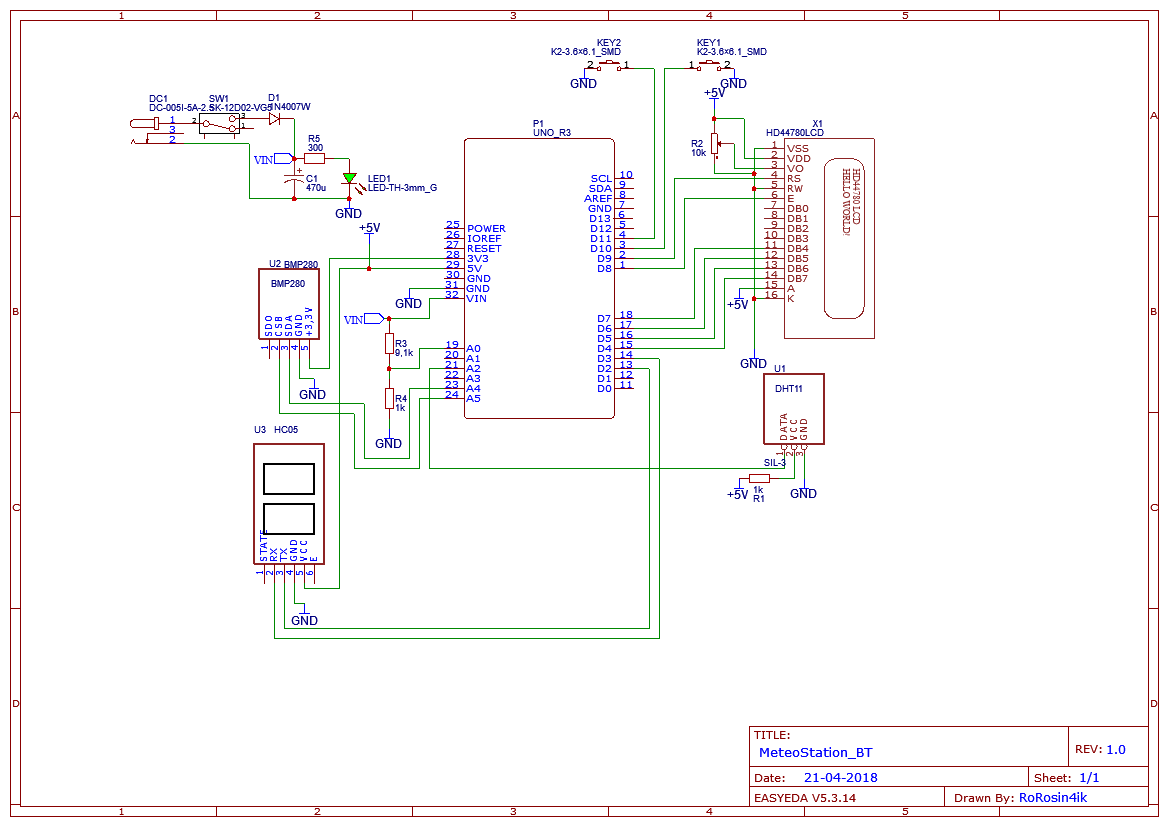 1 2 3 4 5
A A
B B
C C
D D
KEY2
K2-3.6×6.1_SMD
2 1
GND
KEY1
K2-3.6×6.1_SMD
1 2
GND
+5V
DC1
DC-005I-5A-2.
1
3
2
SW1
SK-12D02-VG5
2
3
1
D1
1N4007W
VIN
R5
300
+
C1
470u
LED1
LED-TH-3mm_G
GND
+5V
P1
UNO_R3
SCL 10
SDA 9
AREF 8
GND 7
D13 6
D12 5
D11 4
D10 3
D9 2
D8 1
D7 18
D6 17
D5 16
D4 15
D3 14
D2 13
D1 12
D0 11
25 POWER
26 IOREF
27 RESET
28 3V3
29 5V
30 GND
31 GND
32 VIN
19 A0
20 A1
21 A2
22 A3
23 A4
24 A5
R2
10k
X1
HD44780LCD
1 VSS
2 VDD
3 VO
4 RS
5 RW
6 E
7 DB0
8 DB1
9 DB2
10 DB3
11 DB4
12 DB5
13 DB6
14 DB7
15 A
16 K
HD44780 LCD
HELLO WORLD!
+5V
GND
U2 BMP280
BMP280
SDO
CSB
SDA
GND
+3,3V
1 2 3 4 5
GND
GND
VIN
R3
9,1k
R4
1k
GND
U1
DHT11
DATA
VCC
GND
1 2 3
SIL-3
+5V
1k
R1
GND
U3 HC05
STATE
RX
TX
GND
VCC
E
1 2 3 4 5 6
GND
TITLE:
MeteoStation_BT
REV: 1.0
Date: 21-04-2018
Sheet: 1/1
EASYEDA V5.3.14
Drawn By: RoRosin4ik
1 2 3 4 5